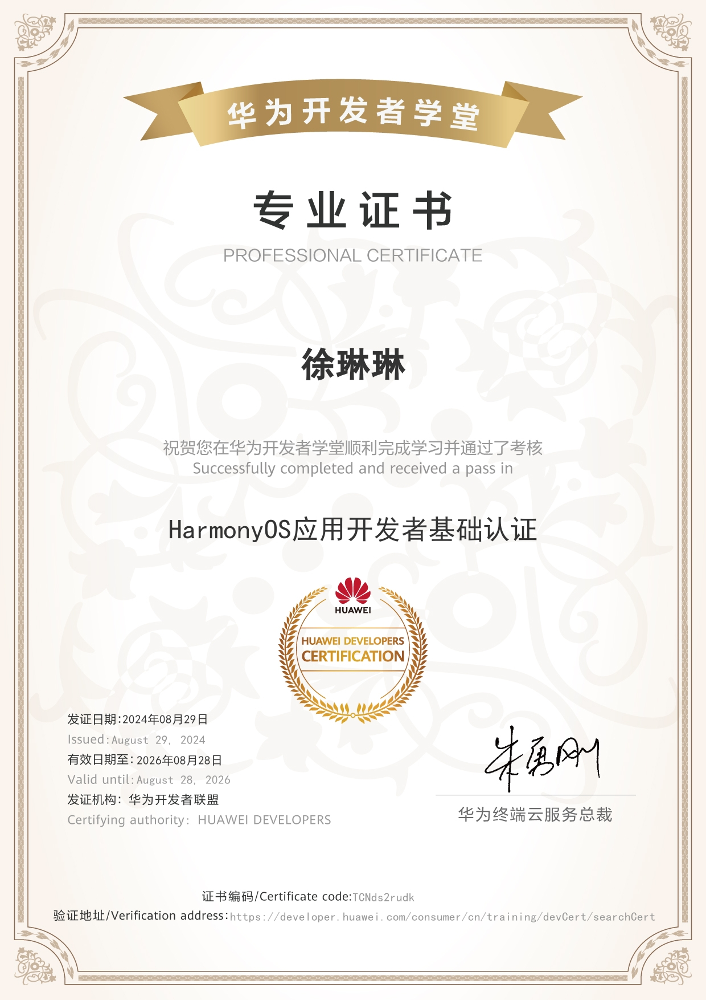 华为开发者学堂
专业证书
PROFESSIONAL CERTIFICATE
徐琳琳
祝贺您在华为开发者学堂顺利完成学习并通过了考核
Successfully completed and received a pass in
HarmonyOS应用开发者基础认证
HUAWEI
HUAWEI DEVELOPERS
CERTIFICATION
发证日期:2024年08月29日
Issued:August 29, 2024
有效日期至:2026年08月28日
Valid until:August 28, 2026
发证机构: 华为开发者联盟
Certifying authority: HUAWEI DEVELOPERS
朱勇刚
华为终端云服务总裁
证书编码/Certificate code:TCNds2rudk
验证地址/Verification address:https://developer.huawei.com/consumer/cn/training/devCert/searchCert